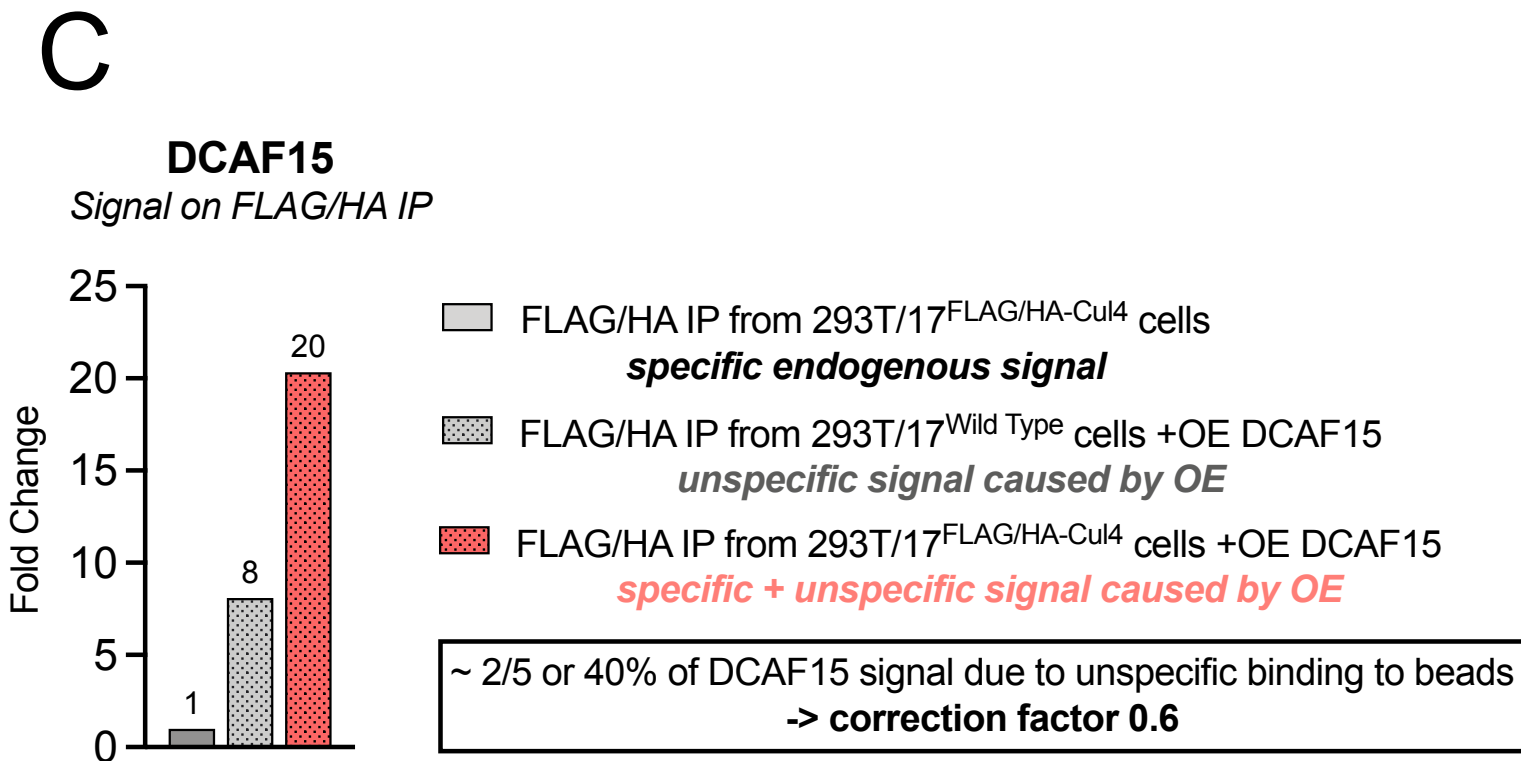 C
DCAF15
Signal on FLAG/HA IP
Fold Change
25
20
15
10
5
0
1
8
20
FLAG/HA IP from 293T/17FLAG/HA-Cul4 cells
specific endogenous signal
FLAG/HA IP from 293T/17Wild Type cells +OE DCAF15
unspecific signal caused by OE
FLAG/HA IP from 293T/17FLAG/HA-Cul4 cells +OE DCAF15
specific + unspecific signal caused by OE
~ 2/5 or 40% of DCAF15 signal due to unspecific binding to beads
-> correction factor 0.6